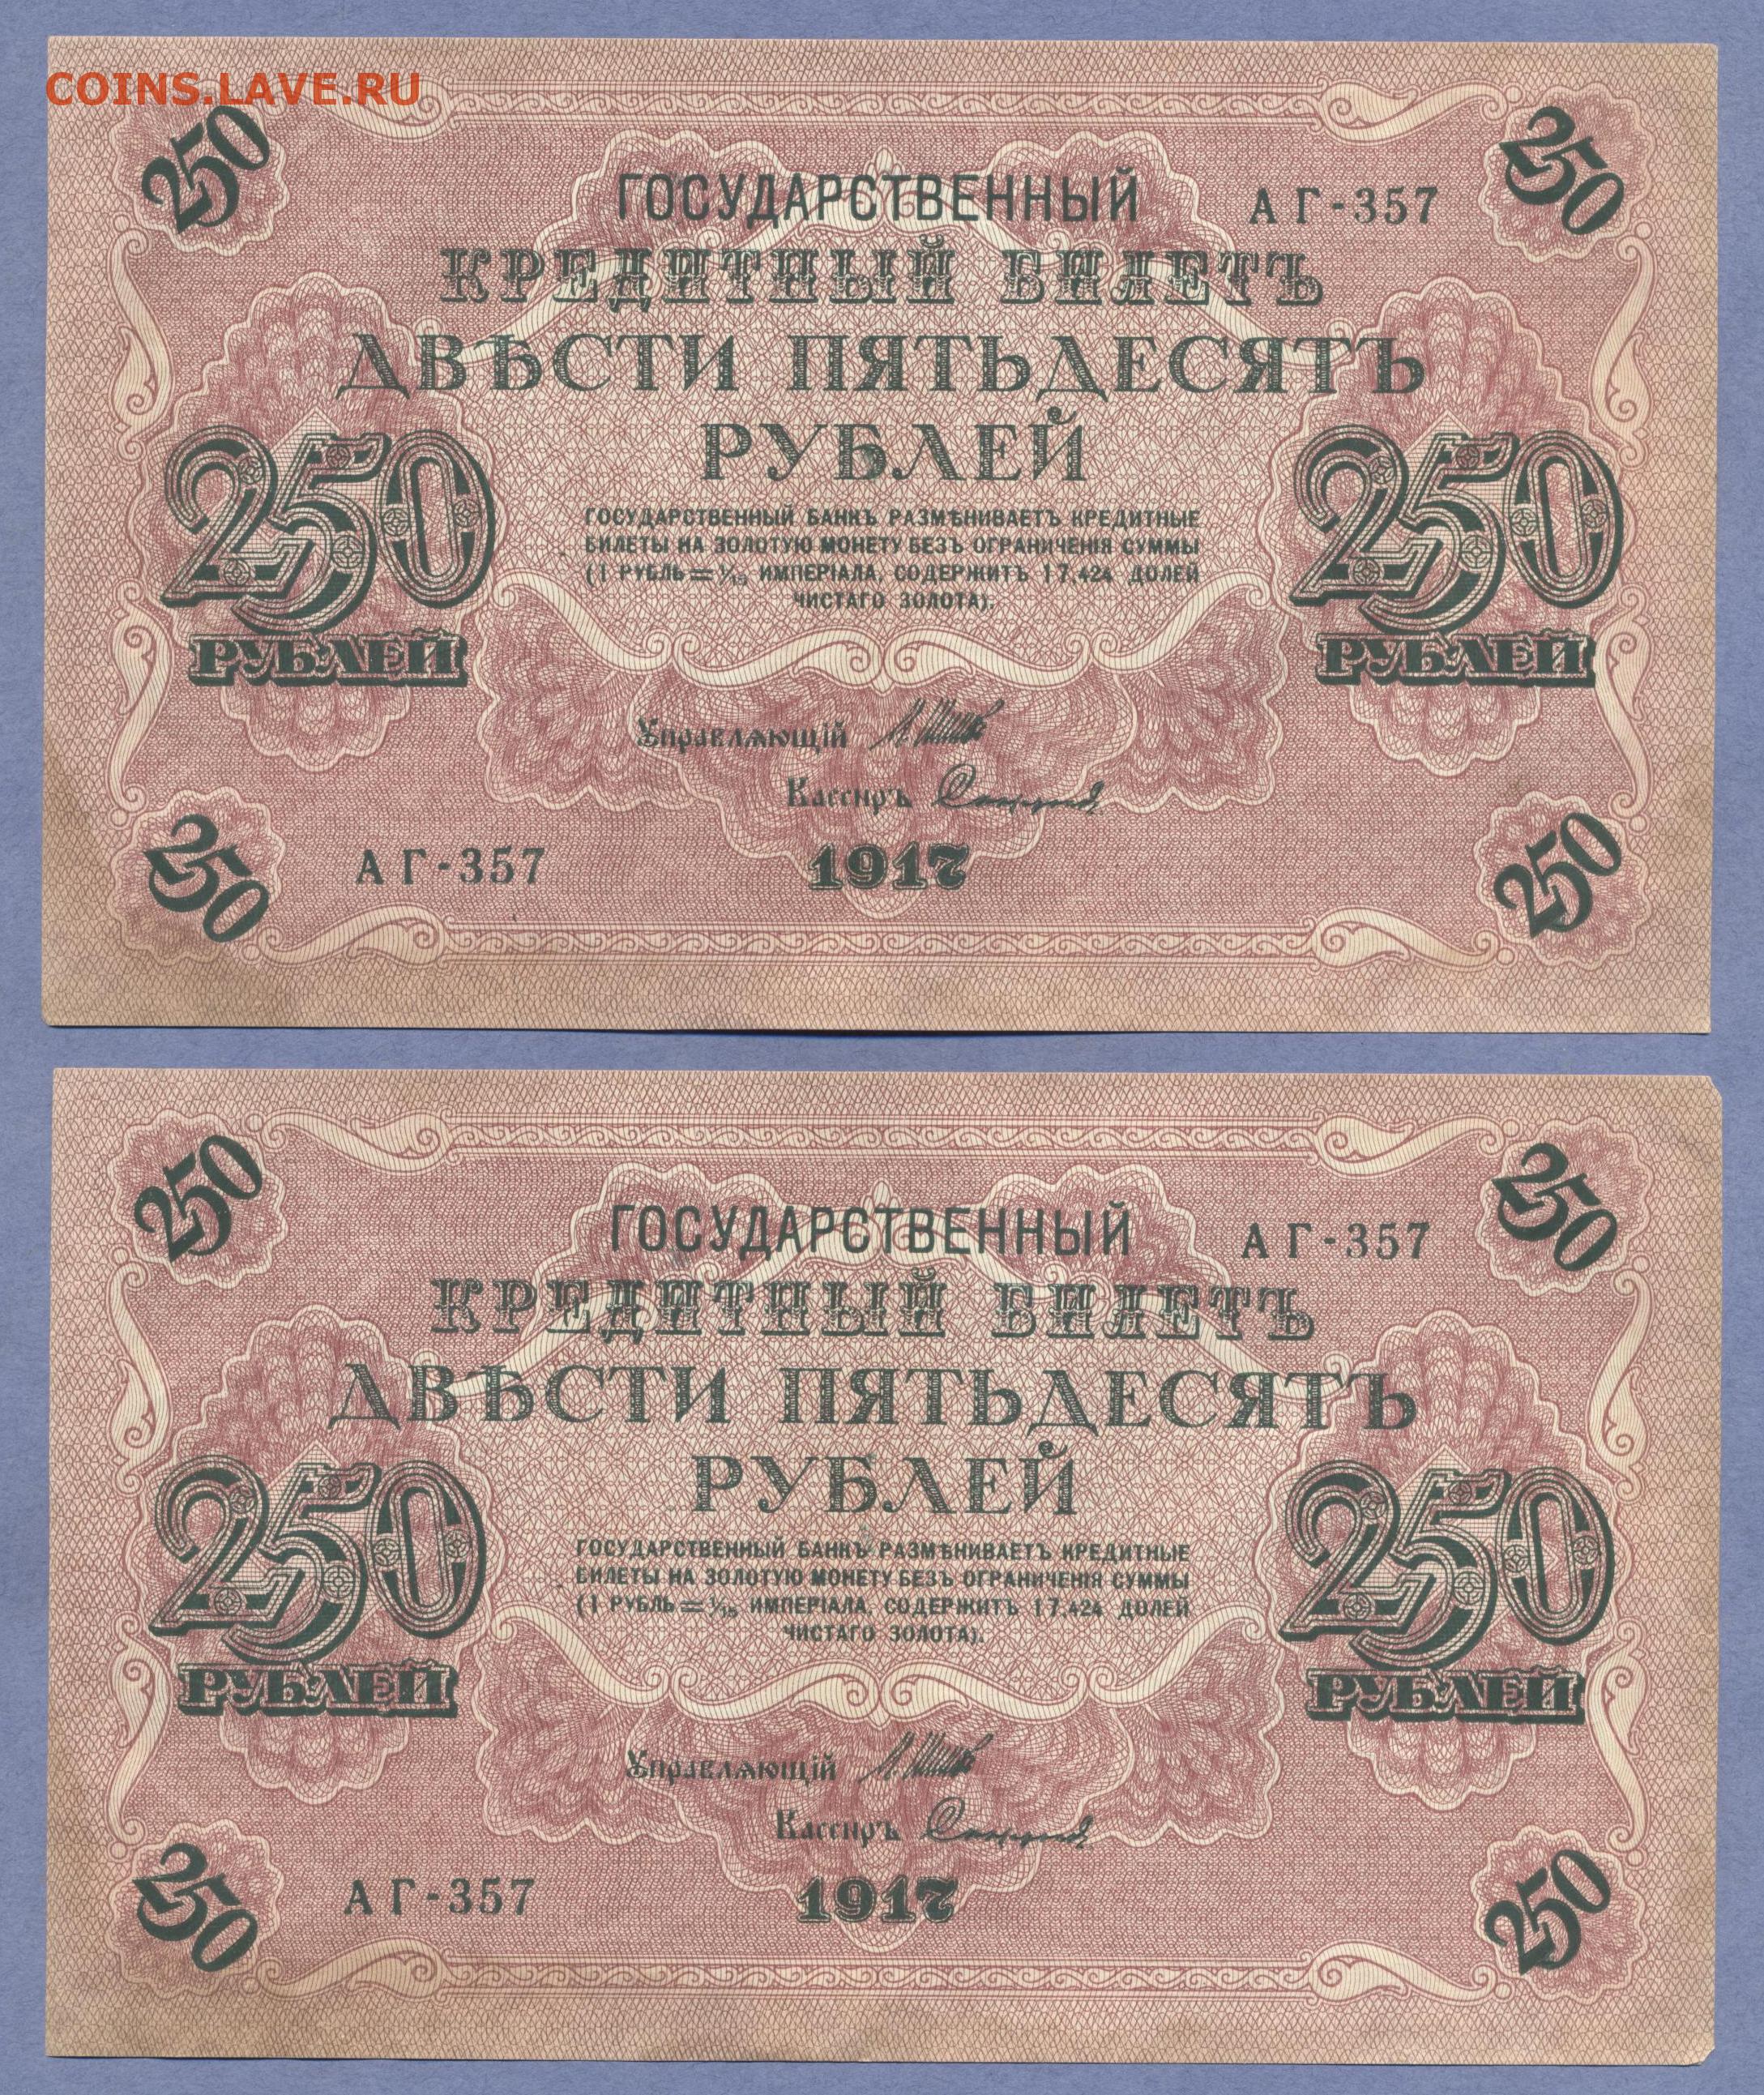 COINS.LAVE.RU
250 250
ГОСУДАРСТВЕННЫЙ АГ-357
КРЕДИТНЫЙ БИЛЕТЪ
ДВѢСТИ ПЯТЬДЕСЯТЪ
РУБЛЕЙ
250 250
РУБЛЕЙ РУБЛЕЙ
ГОСУДАРСТВЕННЫЙ БАНКЪ РАЗМѢНИВАЕТЪ КРЕДИТНЫЕ
БИЛЕТЫ НА ЗОЛОТУЮ МОНЕТУ БЕЗЪ ОГРАНИЧЕНІЯ СУММЫ
(1 РУБЛЬ=1/15 ИМПЕРІАЛА, СОДЕРЖИТЪ 17,424 ДОЛЕЙ
ЧИСТАГО ЗОЛОТА).
Управляющій
Кассиръ
250 АГ-357 1917 250
250 250
ГОСУДАРСТВЕННЫЙ АГ-357
КРЕДИТНЫЙ БИЛЕТЪ
ДВѢСТИ ПЯТЬДЕСЯТЪ
РУБЛЕЙ
250 250
РУБЛЕЙ РУБЛЕЙ
ГОСУДАРСТВЕННЫЙ БАНКЪ РАЗМѢНИВАЕТЪ КРЕДИТНЫЕ
БИЛЕТЫ НА ЗОЛОТУЮ МОНЕТУ БЕЗЪ ОГРАНИЧЕНІЯ СУММЫ
(1 РУБЛЬ=1/15 ИМПЕРІАЛА, СОДЕРЖИТЪ 17,424 ДОЛЕЙ
ЧИСТАГО ЗОЛОТА).
Управляющій
Кассиръ
250 АГ-357 1917 250